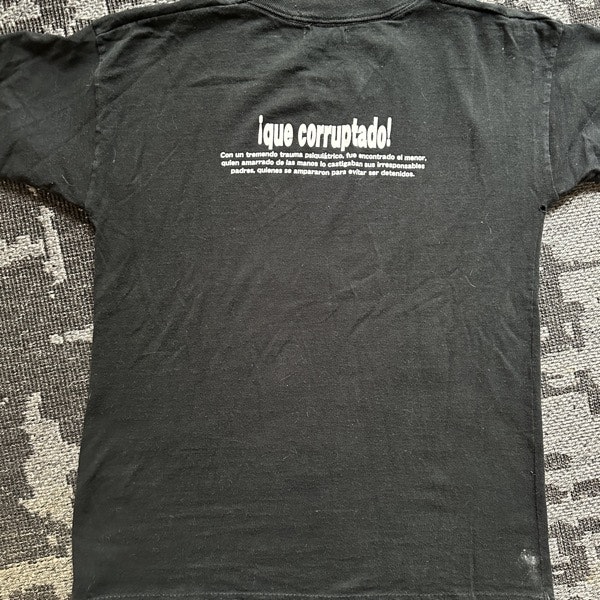 ¡que corruptado!
Con un tremendo trauma psiquiátrico, fue encontrado el menor,
quien amarrado de las manos lo castigaban sus irresponsables
padres, quienes se ampararon para evitar ser detenidos.